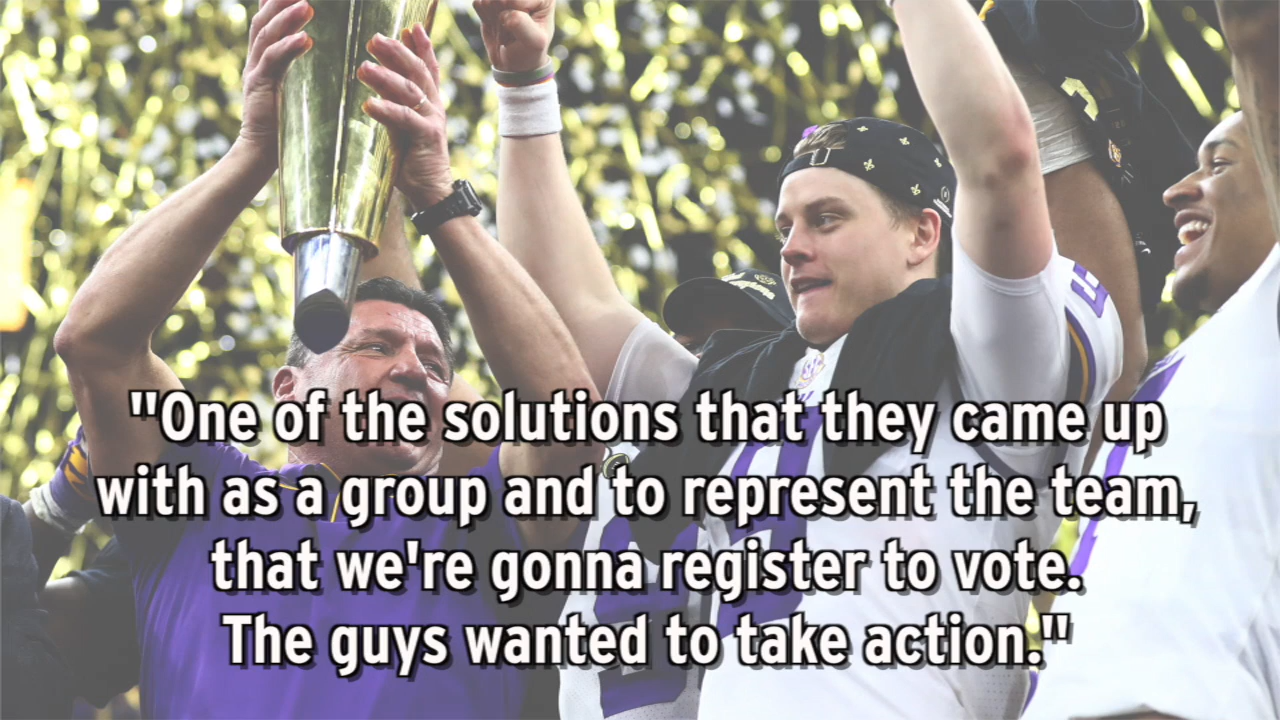 "One of the solutions that they came up
with as a group and to represent the team,
that we're gonna register to vote.
The guys wanted to take action."